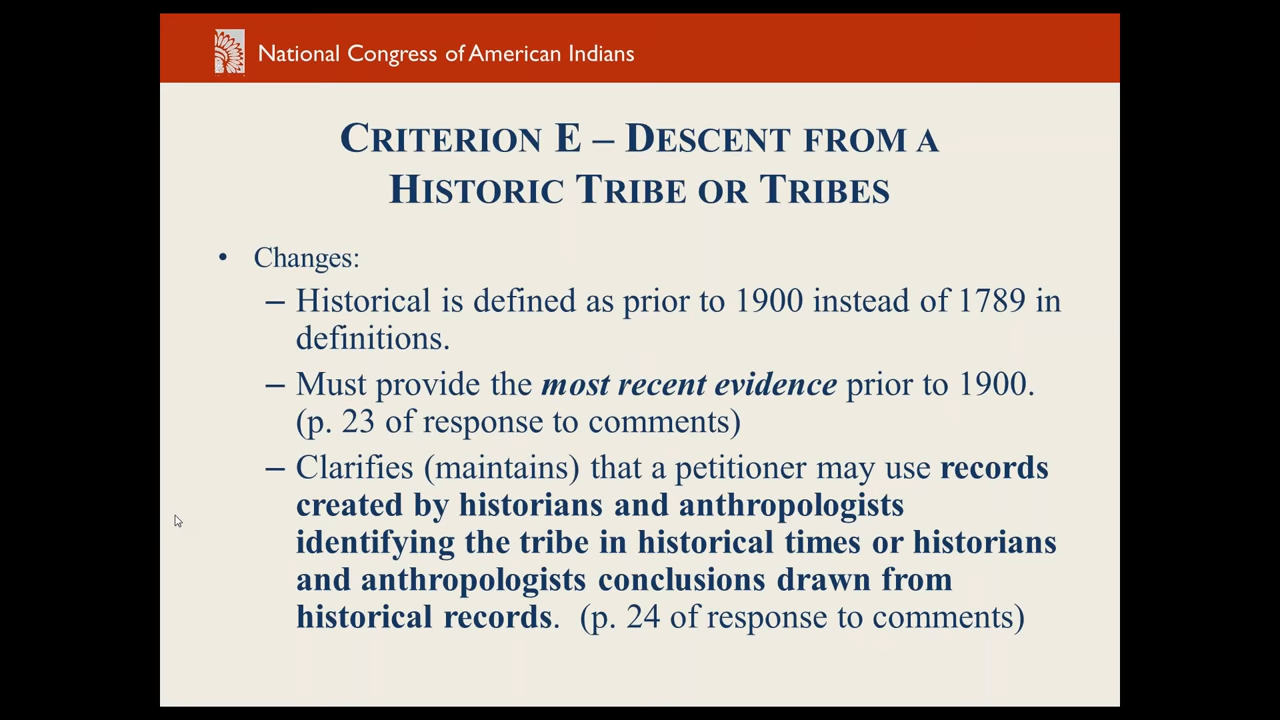 National Congress of American Indians
CRITERION E – DESCENT FROM A
HISTORIC TRIBE OR TRIBES
• Changes:
– Historical is defined as prior to 1900 instead of 1789 in
definitions.
– Must provide the most recent evidence prior to 1900.
(p. 23 of response to comments)
– Clarifies (maintains) that a petitioner may use records
created by historians and anthropologists
identifying the tribe in historical times or historians
and anthropologists conclusions drawn from
historical records. (p. 24 of response to comments)